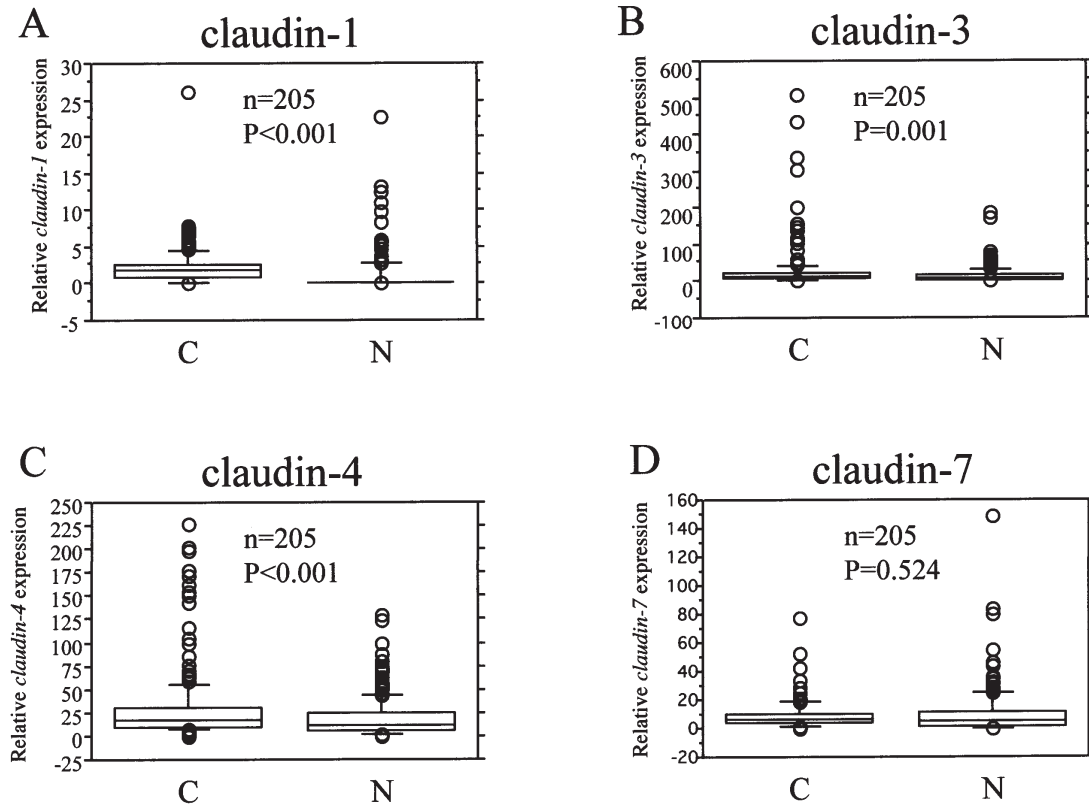 A
claudin-1
Relative claudin-1 expression
30
25
20
15
10
5
0
-5
n=205
P<0.001
C
N
B
claudin-3
Relative claudin-3 expression
600
500
400
300
200
100
0
-100
n=205
P=0.001
C
N
C
claudin-4
Relative claudin-4 expression
250
225
200
175
150
125
100
75
50
25
0
-25
n=205
P<0.001
C
N
D
claudin-7
Relative claudin-7 expression
160
140
120
100
80
60
40
20
0
-20
n=205
P=0.524
C
N